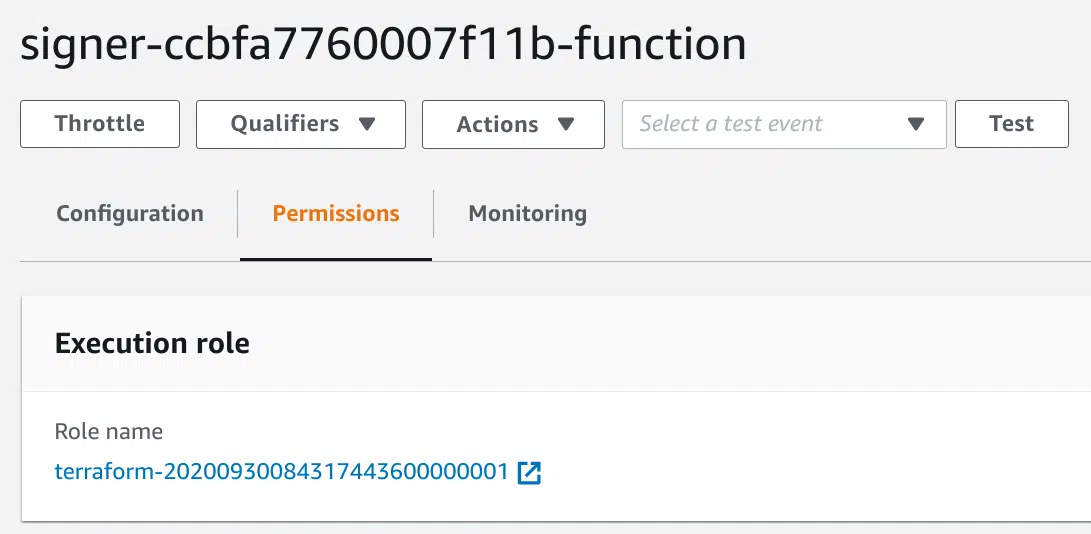 signer-ccbfa7760007f11b-function
Throttle Qualifiers Actions Select a test event Test
Configuration Permissions Monitoring
Execution role
Role name
terraform-20200930084317443600000001